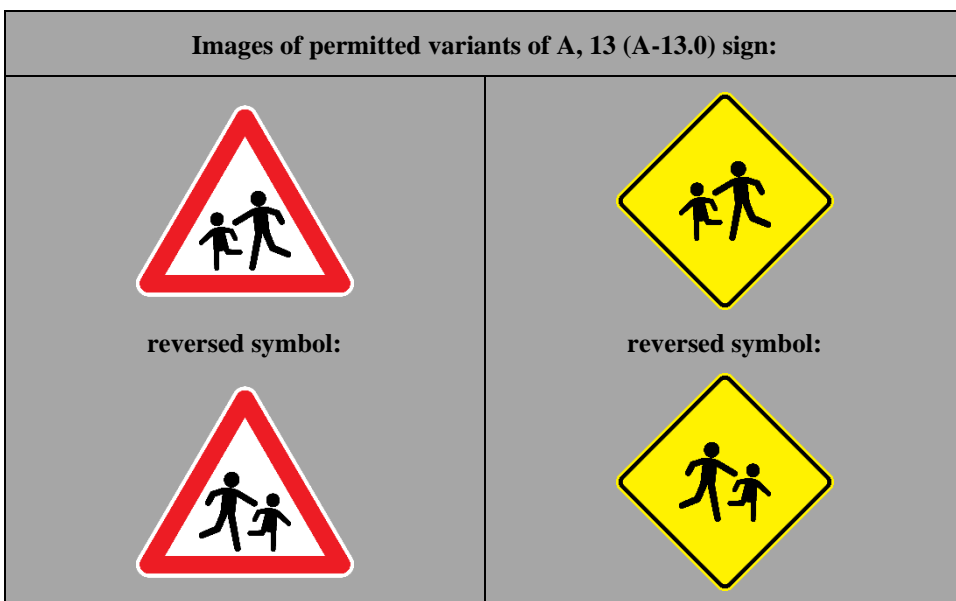 Images of permitted variants of A, 13 (A-13.0) sign:
reversed symbol:
reversed symbol: